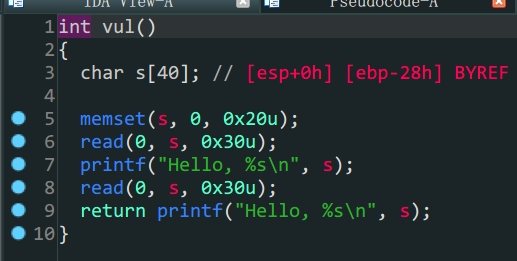 IDA View-A Pseudocode-A
1 int vul()
2 {
3 char s[40]; // [esp+0h] [ebp-28h] BYREF
4
5 memset(s, 0, 0x20u);
6 read(0, s, 0x30u);
7 printf("Hello, %s\n", s);
8 read(0, s, 0x30u);
9 return printf("Hello, %s\n", s);
10 }